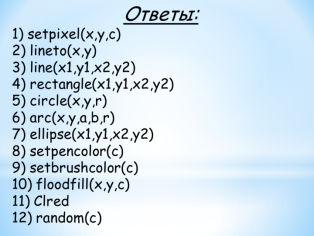 Ответы:
1) setpixel(x,y,c)
2) lineto(x,y)
3) line(x1,y1,x2,y2)
4) rectangle(x1,y1,x2,y2)
5) circle(x,y,r)
6) arc(x,y,a,b,r)
7) ellipse(x1,y1,x2,y2)
8) setpencolor(c)
9) setbrushcolor(c)
10) floodfill(x,y,c)
11) Clred
12) random(c)